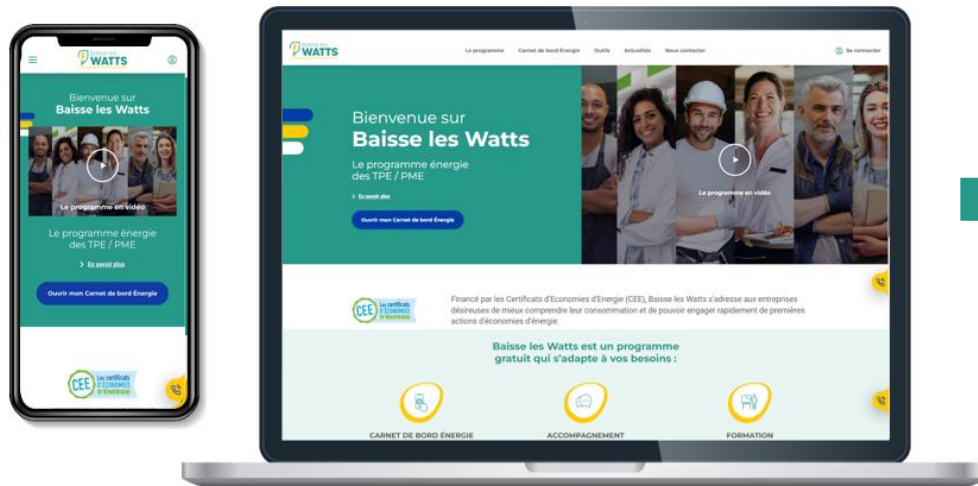 Baisse les
WATTS
Bienvenue sur
Baisse les Watts
Le programme en vidéo
Le programme énergie
des TPE / PME
> En savoir plus
Ouvrir mon Carnet de bord Énergie
CEE
Les certificats
D'ÉCONOMIES
D'ÉNERGIE
WATTS
Le programme
Carnet de bord Energie
Outils
Actualités
Nous contacter
Se connecter
Bienvenue sur
Baisse les Watts
Le programme énergie
des TPE / PME
> En savoir plus
Ouvrir mon Carnet de bord Énergie
Le programme en vidéo
CEE
Les certificats
D'ÉCONOMIES
D'ÉNERGIE
Financé par les Certificats d'Economies d'Energie (CEE), Baisse les Watts s'adresse aux entreprises
désireuses de mieux comprendre leur consommation et de pouvoir engager rapidement de premières
actions d'économies d'énergie.
Baisse les Watts est un programme
gratuit qui s'adapte à vos besoins :
CARNET DE BORD ÉNERGIE
ACCOMPAGNEMENT
FORMATION